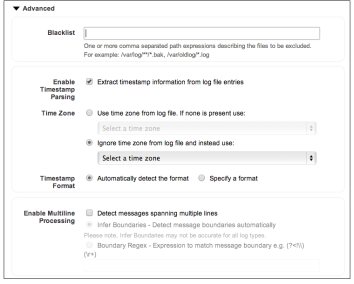 ▼ Advanced
Blacklist
One or more comma separated path expressions describing the files to be excluded.
For example: /var/log/**/*.bak, /var/oldlog/*.log
Enable Timestamp Parsing
Extract timestamp information from log file entries
Time Zone
Use time zone from log file. If none is present use:
Select a time zone
Ignore time zone from log file and instead use:
Select a time zone
Timestamp Format
Automatically detect the format
Specify a format
Enable Multiline Processing
Detect messages spanning multiple lines
Infer Boundaries - Detect message boundaries automatically
Please note, Infer Boundaries may not be accurate for all log types.
Boundary Regex - Expression to match message boundary e.g. (?<!\\)
(\r+)